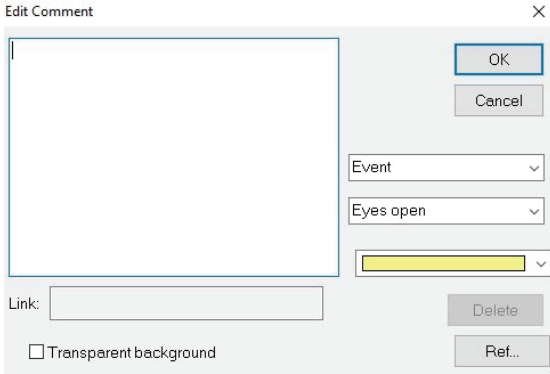 Edit Comment
OK
Cancel
Event
Eyes open
Link:
Delete
Transparent background
Ref...